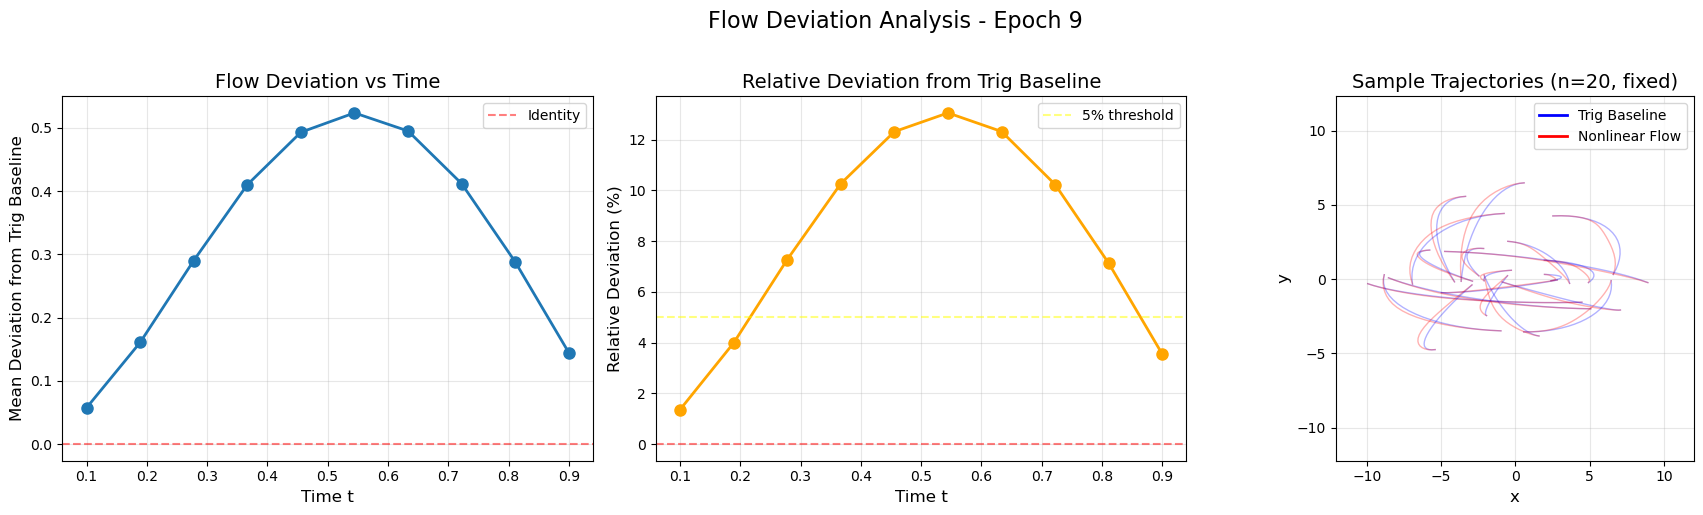 Flow Deviation Analysis - Epoch 9
Flow Deviation vs Time
Mean Deviation from Trig Baseline
0.5
0.4
0.3
0.2
0.1
0.0
Identity
0.1 0.2 0.3 0.4 0.5 0.6 0.7 0.8 0.9
Time t
Relative Deviation from Trig Baseline
Relative Deviation (%)
12
10
8
6
4
2
0
5% threshold
0.1 0.2 0.3 0.4 0.5 0.6 0.7 0.8 0.9
Time t
Sample Trajectories (n=20, fixed)
y
10
5
0
−5
−10
Trig Baseline
Nonlinear Flow
−10 −5 0 5 10
x